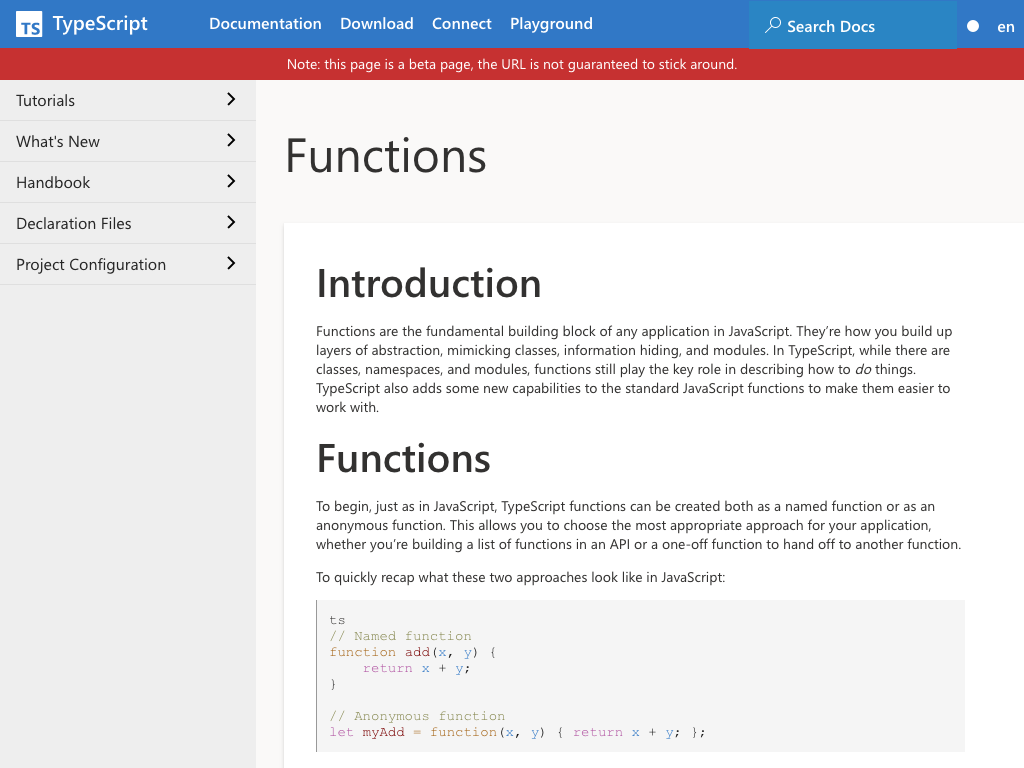 TS TypeScript
Documentation Download Connect Playground
Search Docs
en
Note: this page is a beta page, the URL is not guaranteed to stick around.
Tutorials
What's New
Handbook
Declaration Files
Project Configuration
Functions
Introduction
Functions are the fundamental building block of any application in JavaScript. They’re how you build up
layers of abstraction, mimicking classes, information hiding, and modules. In TypeScript, while there are
classes, namespaces, and modules, functions still play the key role in describing how to do things.
TypeScript also adds some new capabilities to the standard JavaScript functions to make them easier to
work with.
Functions
To begin, just as in JavaScript, TypeScript functions can be created both as a named function or as an
anonymous function. This allows you to choose the most appropriate approach for your application,
whether you’re building a list of functions in an API or a one-off function to hand off to another function.
To quickly recap what these two approaches look like in JavaScript:
ts
// Named function
function add(x, y) {
    return x + y;
}
// Anonymous function
let myAdd = function(x, y) { return x + y; };